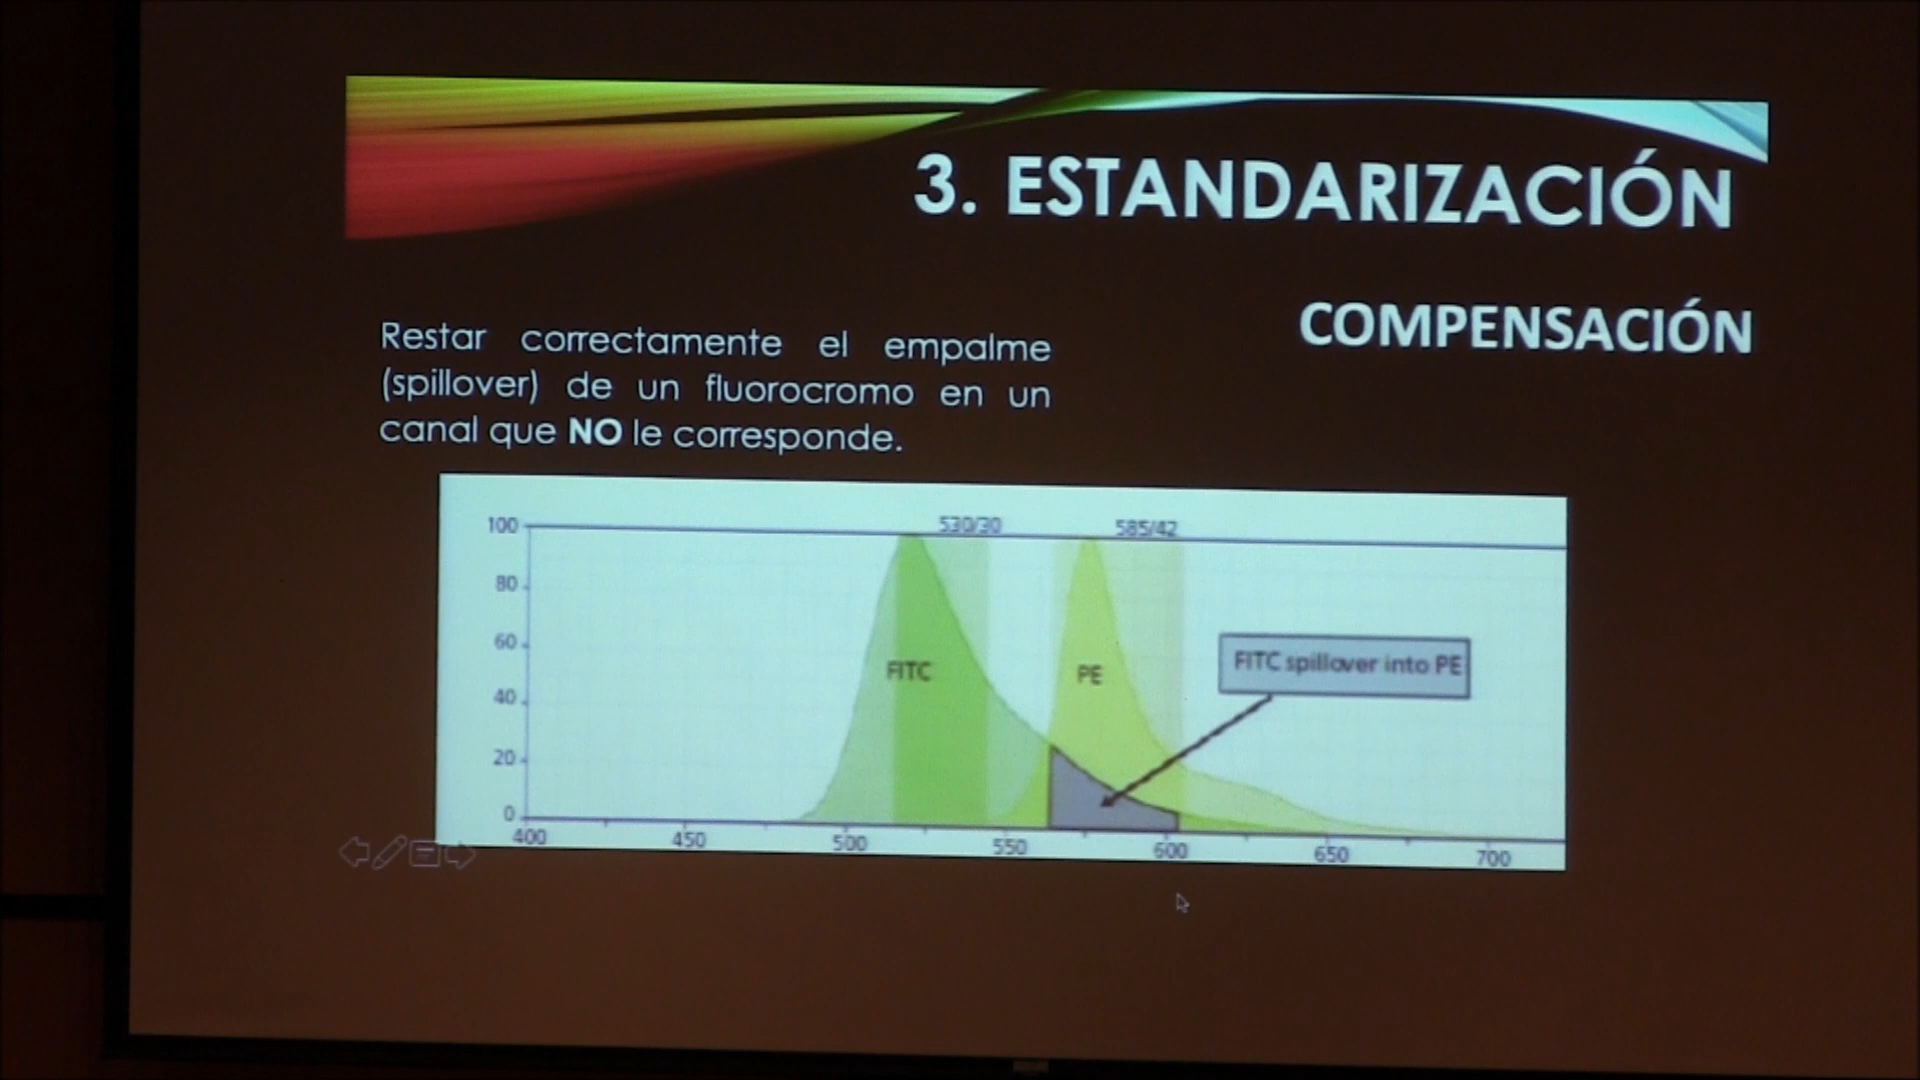 3. ESTANDARIZACIÓN
COMPENSACIÓN
Restar correctamente el empalme
(spillover) de un fluorocromo en un
canal que NO le corresponde.
530/30 585/42
100
80
60
40
20
0
FITC
PE
FITC spillover into PE
400 450 500 550 600 650 700